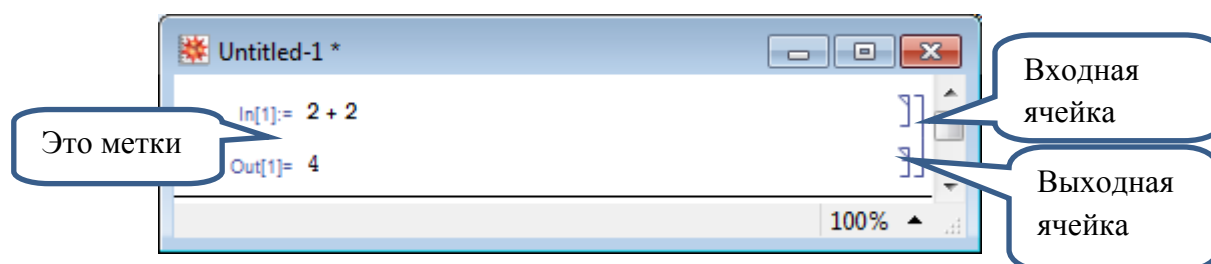 Untitled-1 *
Входная
ячейка
In[1]:= 2 + 2
Это метки
Out[1]= 4
Выходная
ячейка
100%